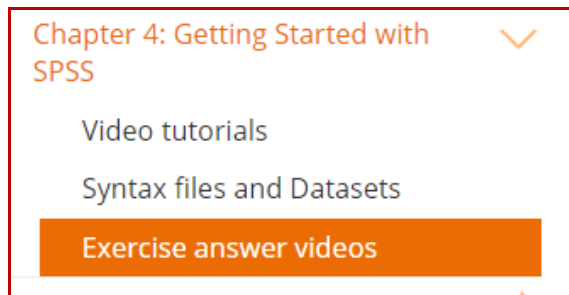 Chapter 4: Getting Started with
SPSS
Video tutorials
Syntax files and Datasets
Exercise answer videos